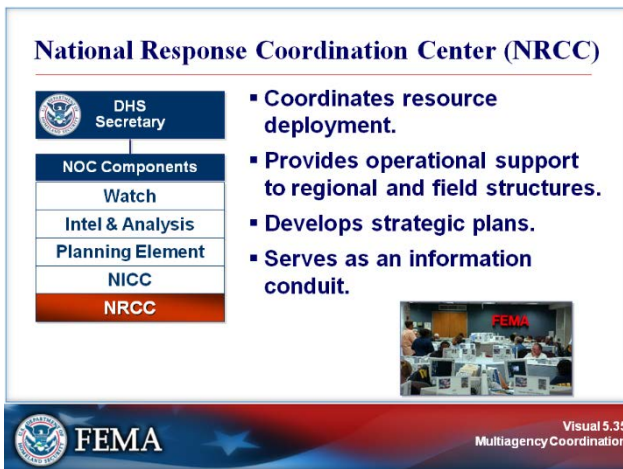 National Response Coordination Center (NRCC)
DHS
Secretary
NOC Components
Watch
Intel & Analysis
Planning Element
NICC
NRCC
▪ Coordinates resource
deployment.
▪ Provides operational support
to regional and field structures.
▪ Develops strategic plans.
▪ Serves as an information
conduit.
FEMA
FEMA
Visual 5.35
Multiagency Coordination